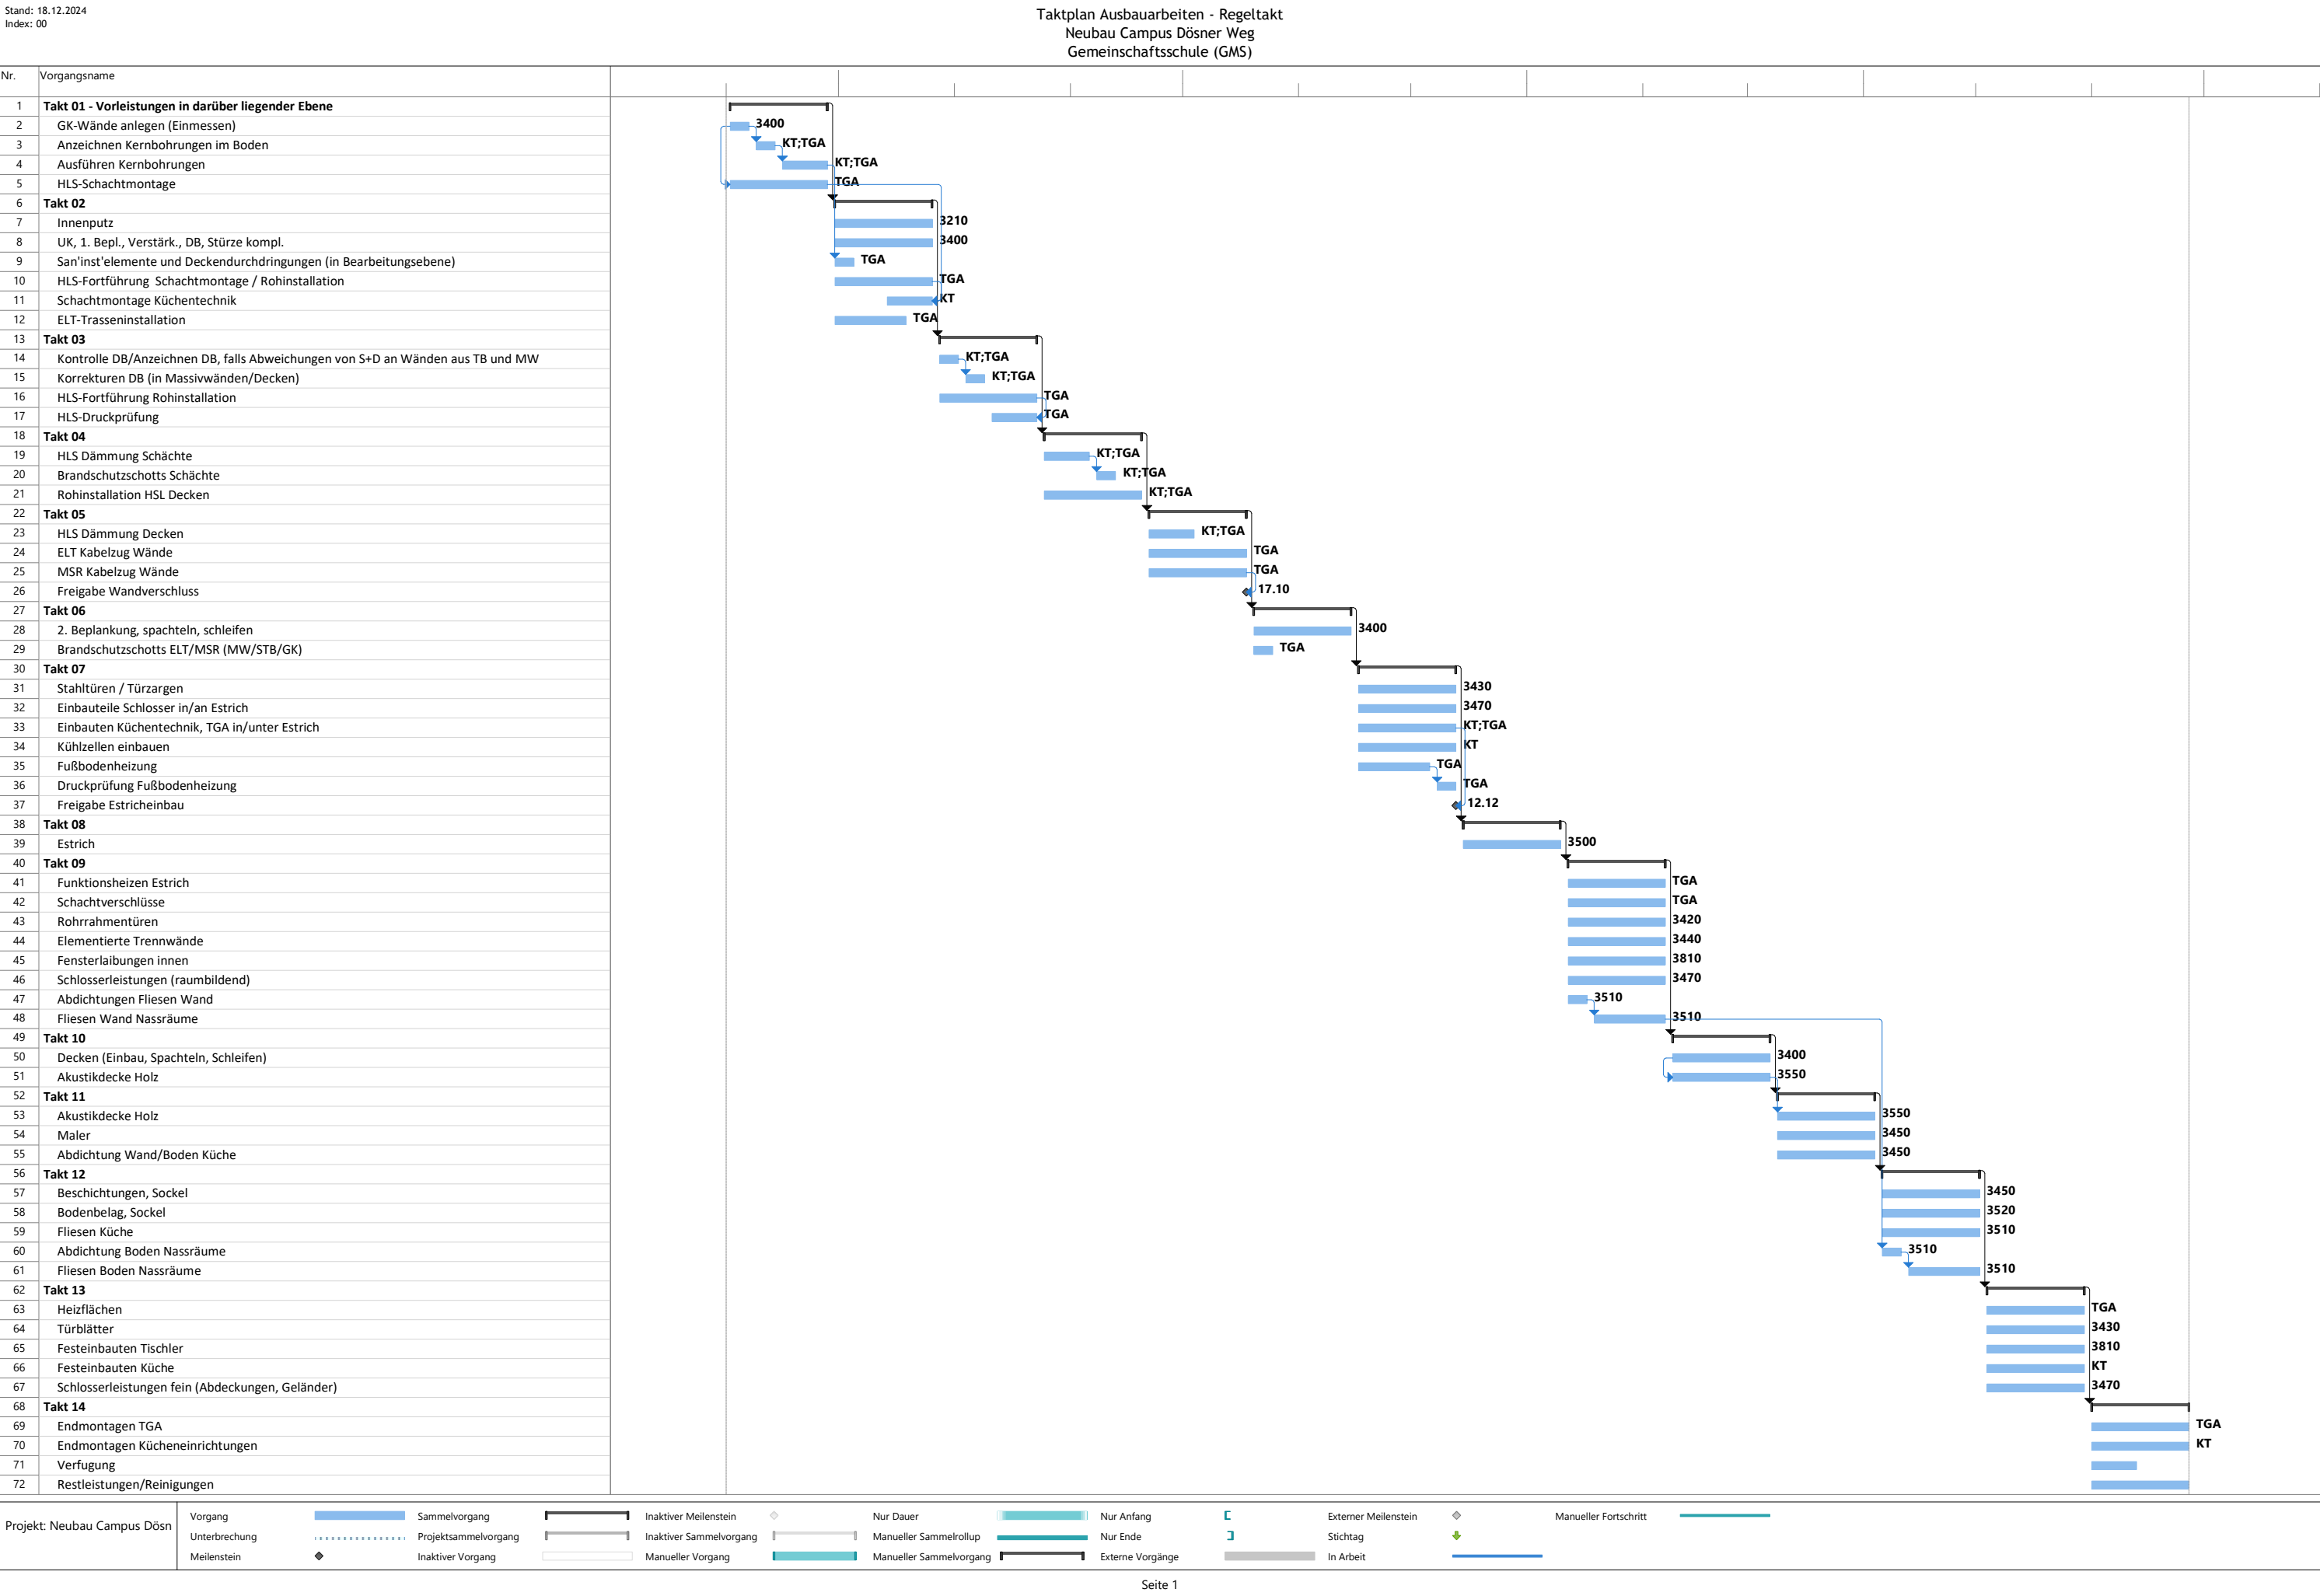 Stand: 18.12.2024
Index: 00
Taktplan Ausbauarbeiten - Regeltakt
Neubau Campus Dösner Weg
Gemeinschaftsschule (GMS)
Nr. Vorgangsname
1 Takt 01 - Vorleistungen in darüber liegender Ebene
2 GK-Wände anlegen (Einmessen) 3400
3 Anzeichnen Kernbohrungen im Boden KT;TGA
4 Ausführen Kernbohrungen KT;TGA
5 HLS-Schachtmontage TGA
6 Takt 02
7 Innenputz 3210
8 UK, 1. Bepl., Verstärk., DB, Stürze kompl. 3400
9 San'inst'elemente und Deckendurchdringungen (in Bearbeitungsebene) TGA
10 HLS-Fortführung  Schachtmontage / Rohinstallation TGA
11 Schachtmontage Küchentechnik KT
12 ELT-Trasseninstallation TGA
13 Takt 03
14 Kontrolle DB/Anzeichnen DB, falls Abweichungen von S+D an Wänden aus TB und MW KT;TGA
15 Korrekturen DB (in Massivwänden/Decken) KT;TGA
16 HLS-Fortführung Rohinstallation TGA
17 HLS-Druckprüfung TGA
18 Takt 04
19 HLS Dämmung Schächte KT;TGA
20 Brandschutzschotts Schächte KT;TGA
21 Rohinstallation HSL Decken KT;TGA
22 Takt 05
23 HLS Dämmung Decken KT;TGA
24 ELT Kabelzug Wände TGA
25 MSR Kabelzug Wände TGA
26 Freigabe Wandverschluss 17.10
27 Takt 06
28 2. Beplankung, spachteln, schleifen 3400
29 Brandschutzschotts ELT/MSR (MW/STB/GK) TGA
30 Takt 07
31 Stahltüren / Türzargen 3430
32 Einbauteile Schlosser in/an Estrich 3470
33 Einbauten Küchentechnik, TGA in/unter Estrich KT;TGA
34 Kühlzellen einbauen KT
35 Fußbodenheizung TGA
36 Druckprüfung Fußbodenheizung TGA
37 Freigabe Estricheinbau 12.12
38 Takt 08
39 Estrich 3500
40 Takt 09
41 Funktionsheizen Estrich TGA
42 Schachtverschlüsse TGA
43 Rohrrahmentüren 3420
44 Elementierte Trennwände 3440
45 Fensterlaibungen innen 3810
46 Schlosserleistungen (raumbildend) 3470
47 Abdichtungen Fliesen Wand 3510
48 Fliesen Wand Nassräume 3510
49 Takt 10
50 Decken (Einbau, Spachteln, Schleifen) 3400
51 Akustikdecke Holz 3550
52 Takt 11
53 Akustikdecke Holz 3550
54 Maler 3450
55 Abdichtung Wand/Boden Küche 3450
56 Takt 12
57 Beschichtungen, Sockel 3450
58 Bodenbelag, Sockel 3520
59 Fliesen Küche 3510
60 Abdichtung Boden Nassräume 3510
61 Fliesen Boden Nassräume 3510
62 Takt 13
63 Heizflächen TGA
64 Türblätter 3430
65 Festeinbauten Tischler 3810
66 Festeinbauten Küche KT
67 Schlosserleistungen fein (Abdeckungen, Geländer) 3470
68 Takt 14
69 Endmontagen TGA TGA
70 Endmontagen Kücheneinrichtungen KT
71 Verfugung
72 Restleistungen/Reinigungen
Projekt: Neubau Campus Dösn
Vorgang Sammelvorgang Inaktiver Meilenstein Nur Dauer Nur Anfang Externer Meilenstein Manueller Fortschritt
Unterbrechung Projektsammelvorgang Inaktiver Sammelvorgang Manueller Sammelrollup Nur Ende Stichtag
Meilenstein Inaktiver Vorgang Manueller Vorgang Manueller Sammelvorgang Externe Vorgänge In Arbeit
Seite 1